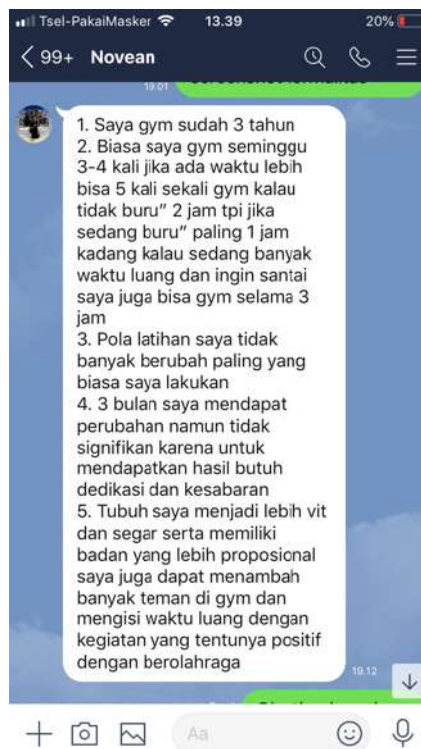 Tsel-PakaiMasker 13.39 20%
99+ Novean
19.01
1. Saya gym sudah 3 tahun
2. Biasa saya gym seminggu
3-4 kali jika ada waktu lebih
bisa 5 kali sekali gym kalau
tidak buru” 2 jam tpi jika
sedang buru” paling 1 jam
kadang kalau sedang banyak
waktu luang dan ingin santai
saya juga bisa gym selama 3
jam
3. Pola latihan saya tidak
banyak berubah paling yang
biasa saya lakukan
4. 3 bulan saya mendapat
perubahan namun tidak
signifikan karena untuk
mendapatkan hasil butuh
dedikasi dan kesabaran
5. Tubuh saya menjadi lebih vit
dan segar serta memiliki
badan yang lebih proposional
saya juga dapat menambah
banyak teman di gym dan
mengisi waktu luang dengan
kegiatan yang tentunya positif
dengan berolahraga
19.12
Aa